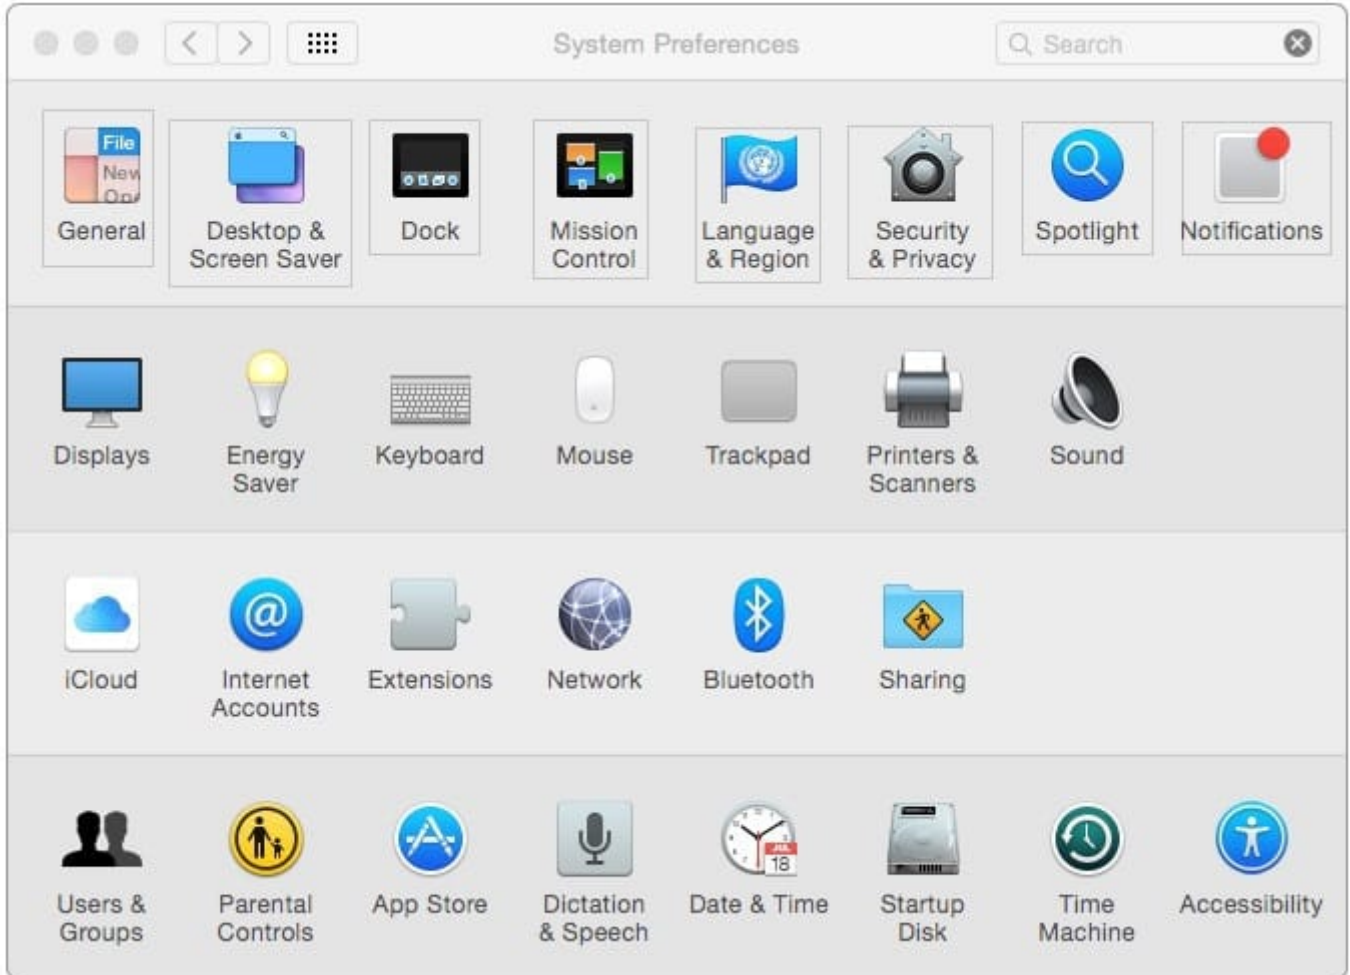 System Preferences
Search
File
New
Ope
General
Desktop &
Screen Saver
Dock
Mission
Control
Language
& Region
Security
& Privacy
Spotlight
Notifications
Displays
Energy
Saver
Keyboard
Mouse
Trackpad
Printers &
Scanners
Sound
iCloud
@
Internet
Accounts
Extensions
Network
Bluetooth
Sharing
Users &
Groups
Parental
Controls
App Store
Dictation
& Speech
JUL
18
Date & Time
Startup
Disk
Time
Machine
Accessibility